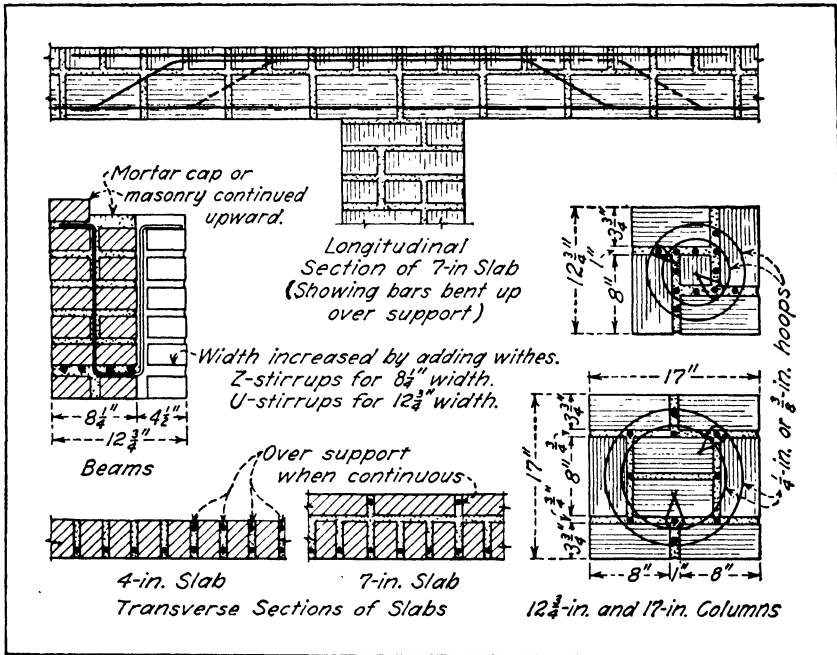 Mortar cap or
masonry continued
upward.
Longitudinal
Section of 7-in Slab
(Showing bars bent up
over support)
Width increased by adding withes.
Z-stirrups for 8¼" width.
U-stirrups for 12¾" width.
8¼" 4½"
12¾"
Beams
Over support
when continuous
4-in. Slab
7-in. Slab
Transverse Sections of Slabs
12¾"
3¾"
1"
8"
¼-in. or ⅜-in. hoops
17"
17"
3¾"
¾"
8"
¾"
3¾"
8" 1" 8"
12¾-in. and 17-in. Columns